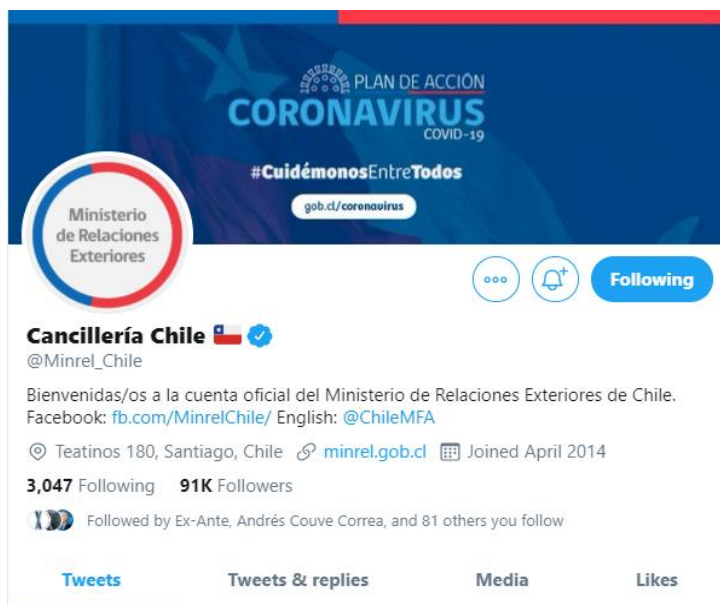 PLAN DE ACCIÓN
CORONAVIRUS
COVID-19
#CuidémonosEntreTodos
gob.cl/coronavirus
Ministerio
de Relaciones
Exteriores
Following
Cancillería Chile
@Minrel_Chile
Bienvenidas/os a la cuenta oficial del Ministerio de Relaciones Exteriores de Chile.
Facebook: fb.com/MinrelChile/ English: @ChileMFA
Teatinos 180, Santiago, Chile minrel.gob.cl Joined April 2014
3,047 Following 91K Followers
Followed by Ex-Ante, Andrés Couve Correa, and 81 others you follow
Tweets Tweets & replies Media Likes